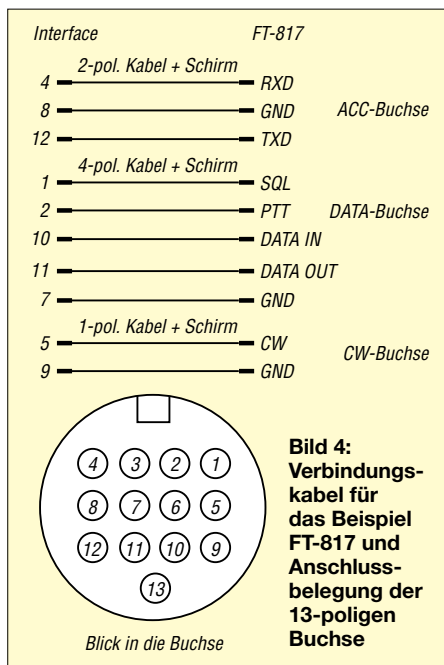 Interface FT-817
2-pol. Kabel + Schirm
4 RXD
8 GND ACC-Buchse
12 TXD
4-pol. Kabel + Schirm
1 SQL
2 PTT DATA-Buchse
10 DATA IN
11 DATA OUT
7 GND
1-pol. Kabel + Schirm
5 CW
9 GND CW-Buchse
4 3 2 1
8 7 6 5
12 11 10 9
13
Blick in die Buchse
Bild 4:
Verbindungs-
kabel für
das Beispiel
FT-817 und
Anschluss-
belegung der
13-poligen
Buchse